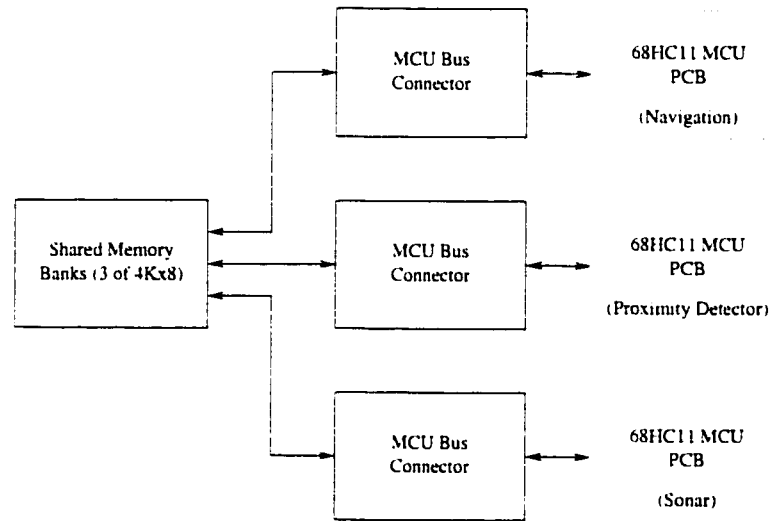 MCU Bus
Connector
68HC11 MCU
PCB
(Navigation)
Shared Memory
Banks (3 of 4Kx8)
MCU Bus
Connector
68HC11 MCU
PCB
(Proximity Detector)
MCU Bus
Connector
68HC11 MCU
PCB
(Sonar)